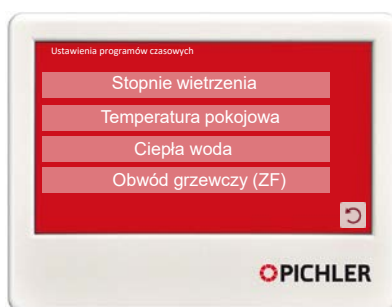 Ustawienia programów czasowych
Stopnie wietrzenia
Temperatura pokojowa
Ciepła woda
Obwód grzewczy (ZF)
PICHLER